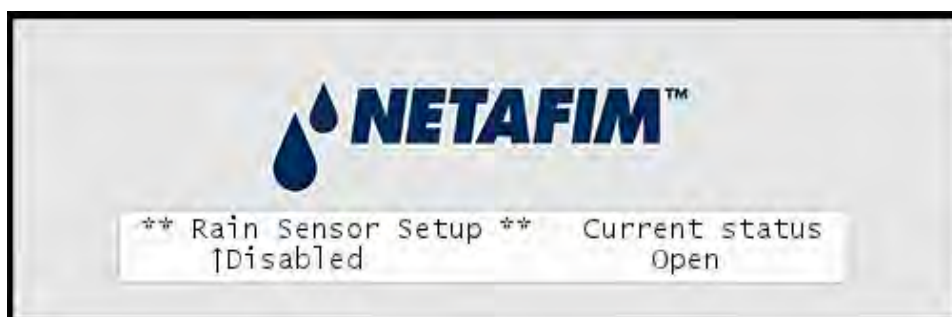 NETAFIM™
** Rain Sensor Setup ** Current status
↑Disabled Open